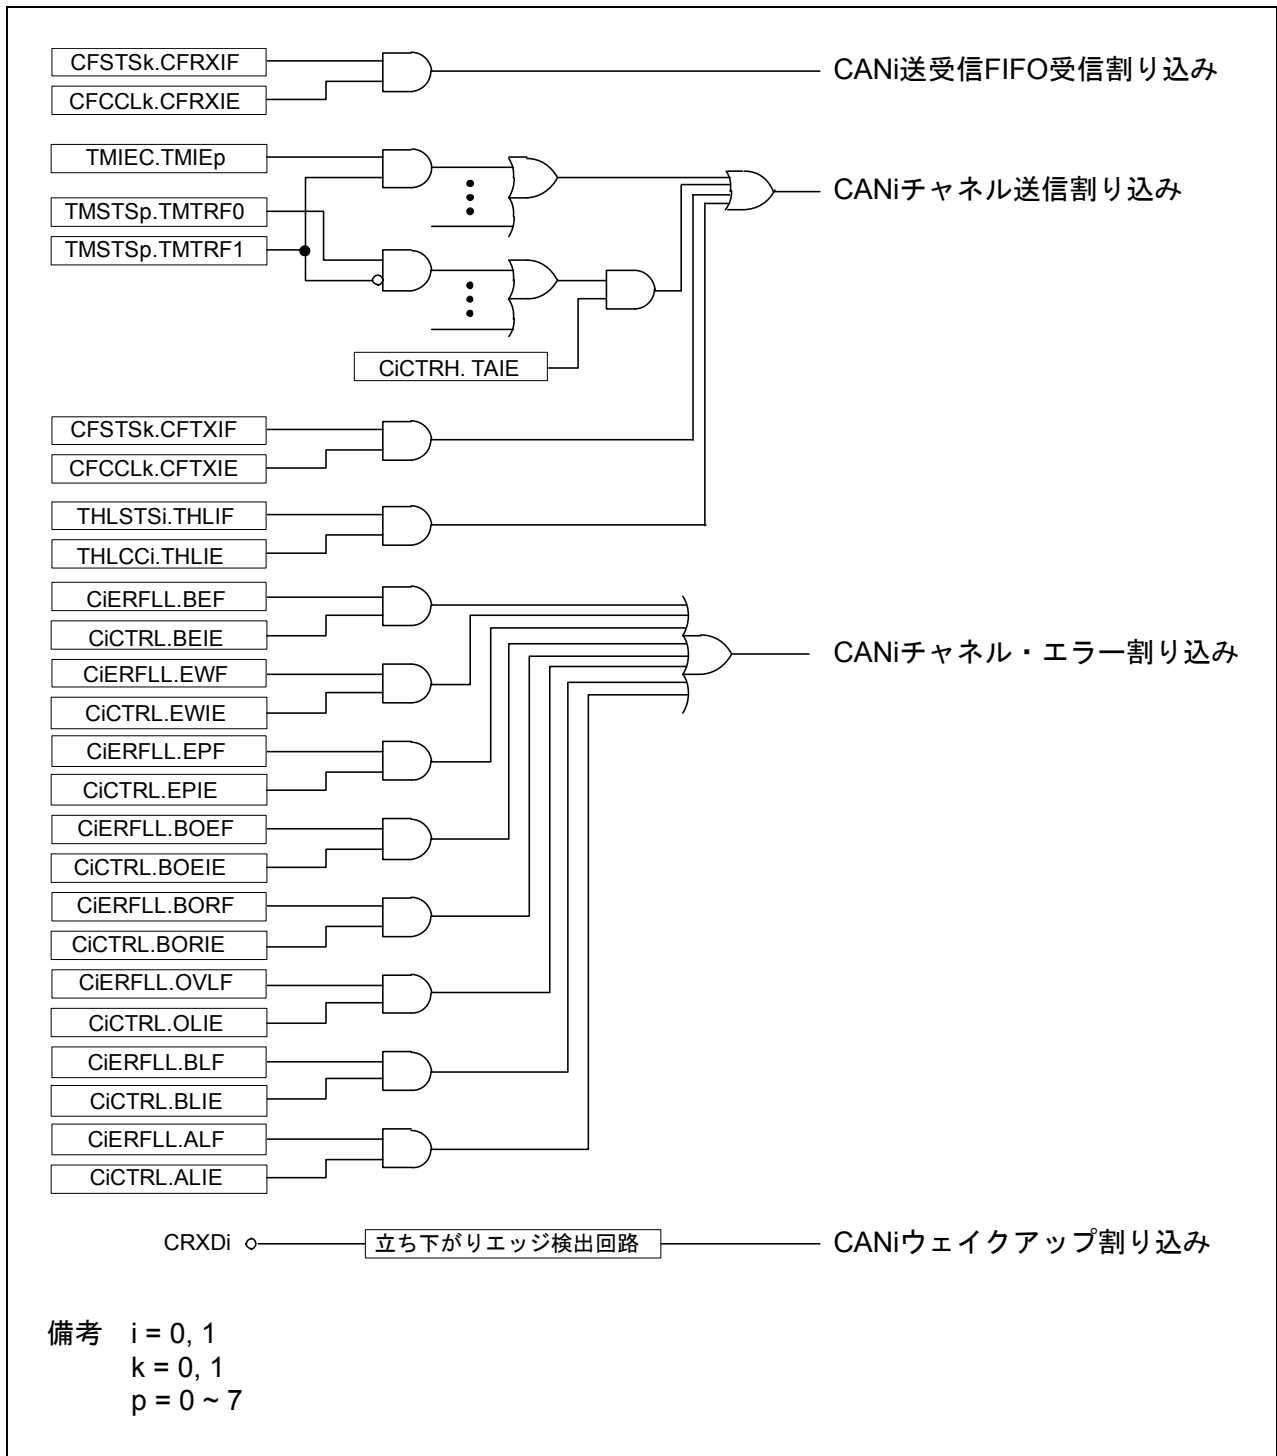 CFSTSk.CFRXIF
CANi送受信FIFO受信割り込み
CFCCLk.CFRXIE
TMIEC.TMIEp
CANiチャネル送信割り込み
TMSTSp.TMTRF0
TMSTSp.TMTRF1
CiCTRH. TAIE
CFSTSk.CFTXIF
CFCCLk.CFTXIE
THLSTSi.THLIF
THLCCi.THLIE
CiERFLL.BEF
CiCTRL.BEIE
CANiチャネル・エラー割り込み
CiERFLL.EWF
CiCTRL.EWIE
CiERFLL.EPF
CiCTRL.EPIE
CiERFLL.BOEF
CiCTRL.BOEIE
CiERFLL.BORF
CiCTRL.BORIE
CiERFLL.OVLF
CiCTRL.OLIE
CiERFLL.BLF
CiCTRL.BLIE
CiERFLL.ALF
CiCTRL.ALIE
CRXDi 立ち下がりエッジ検出回路 CANiウェイクアップ割り込み
備考 i = 0, 1
k = 0, 1
p = 0 ~ 7